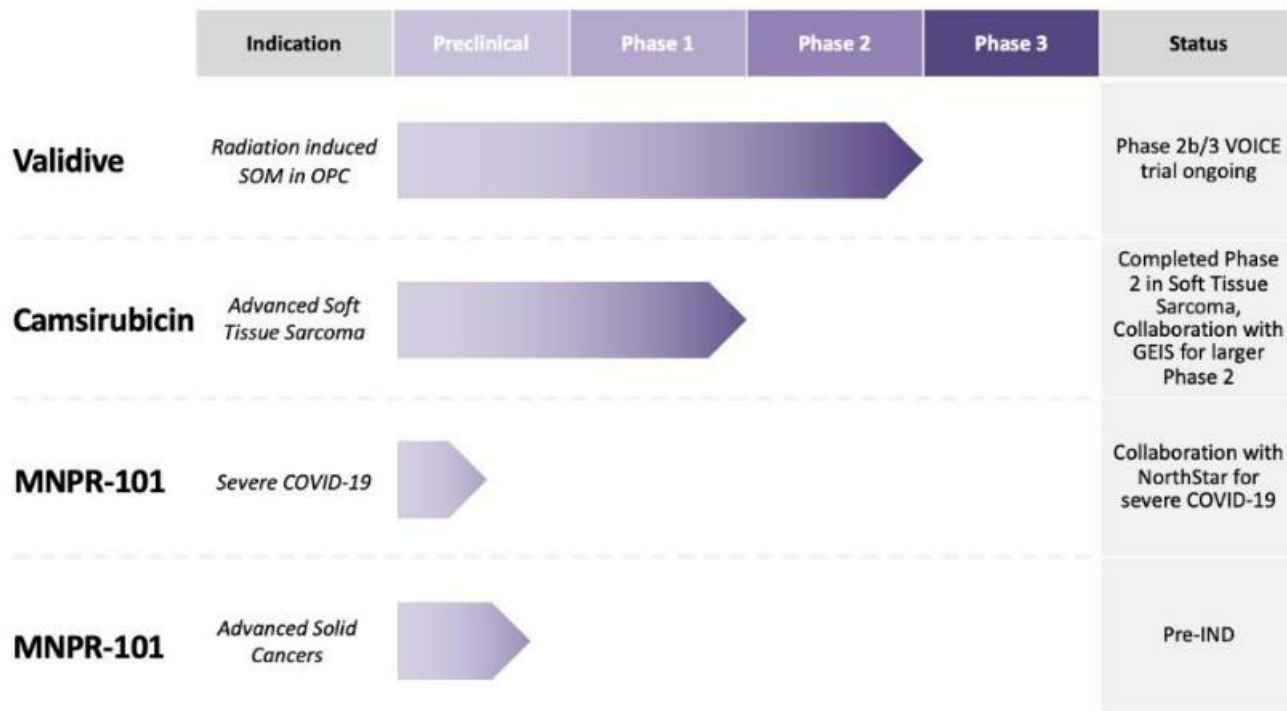 Indication Preclinical Phase 1 Phase 2 Phase 3 Status
Validive
Radiation induced
SOM in OPC
Phase 2b/3 VOICE
trial ongoing
Camsirubicin
Advanced Soft
Tissue Sarcoma
Completed Phase
2 in Soft Tissue
Sarcoma,
Collaboration with
GEIS for larger
Phase 2
MNPR-101
Severe COVID-19
Collaboration with
NorthStar for
severe COVID-19
MNPR-101
Advanced Solid
Cancers
Pre-IND